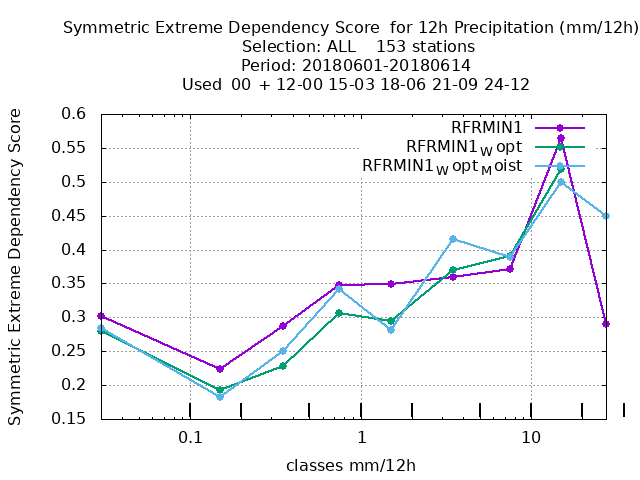 Symmetric Extreme Dependency Score  for 12h Precipitation (mm/12h)
Selection: ALL    153 stations
Period: 20180601-20180614
Used  00 + 12-00 15-03 18-06 21-09 24-12
Symmetric Extreme Dependency Score
0.6
0.55
0.5
0.45
0.4
0.35
0.3
0.25
0.2
0.15
RFRMIN1
RFRMIN1Wopt
RFRMIN1WoptMoist
0.1
1
10
classes mm/12h